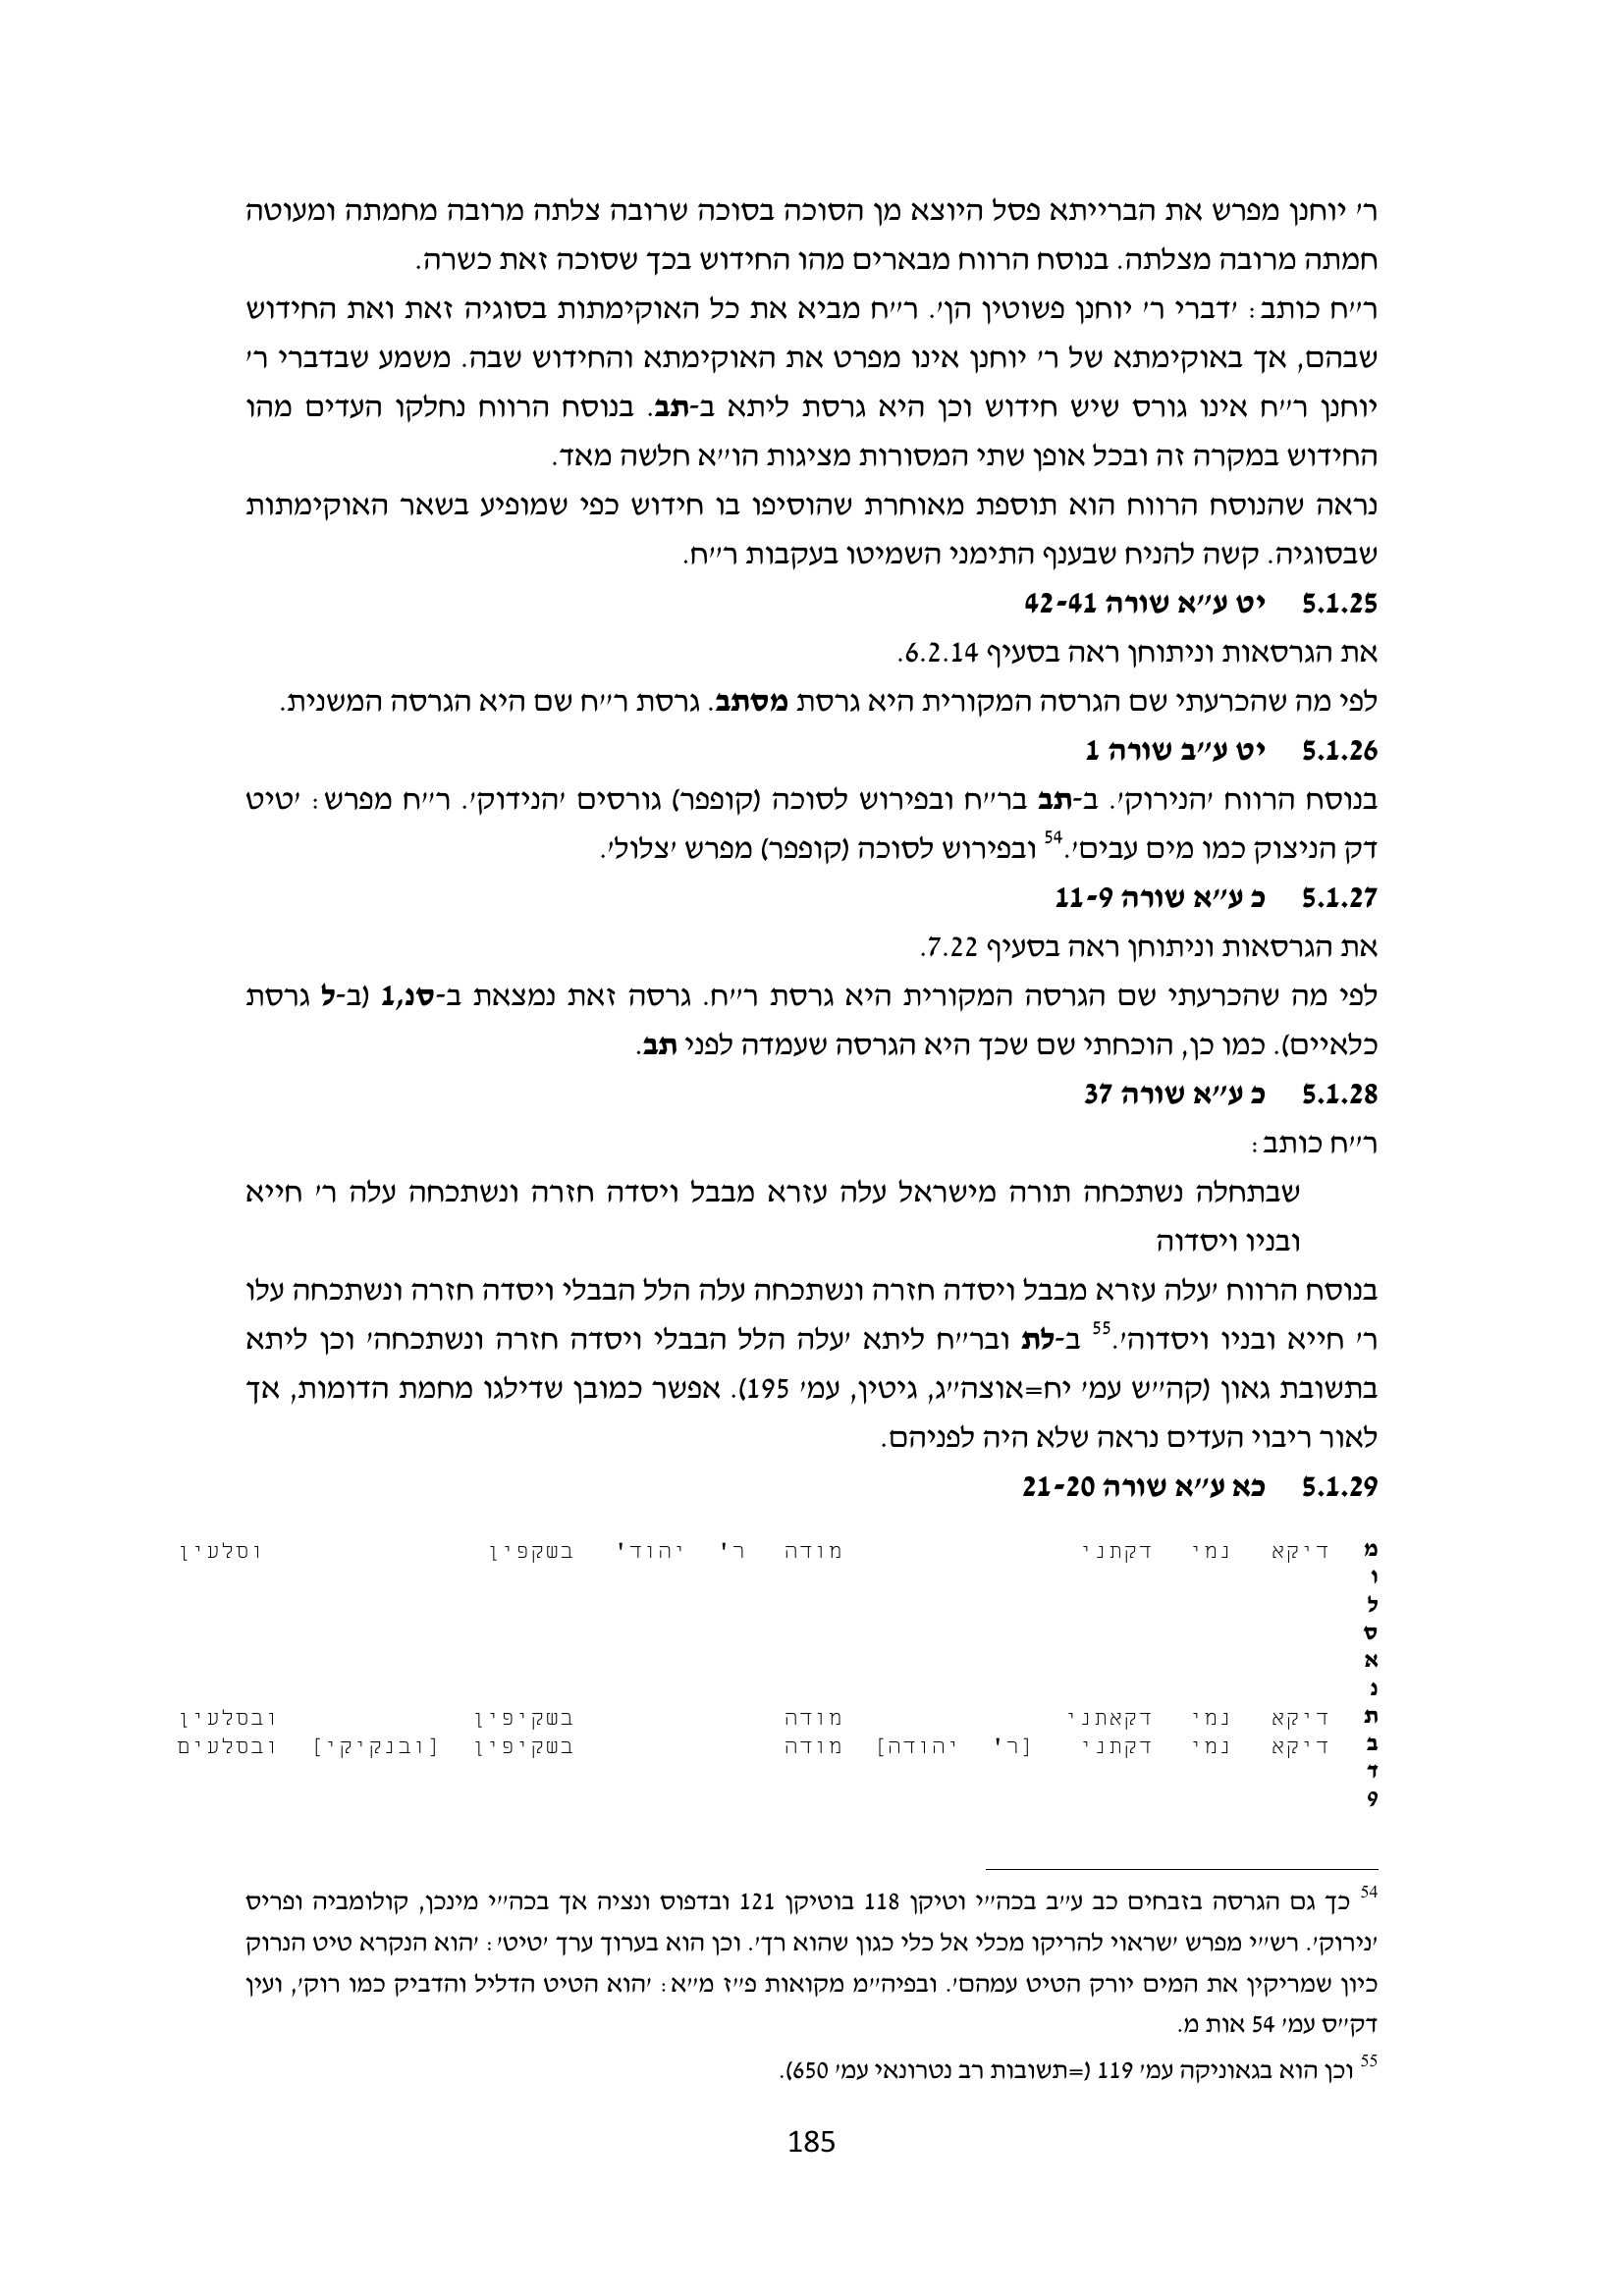 ר׳ יוחנן מפרש את הברייתא פסל היוצא מן הסוכה בסוכה שרובה צלתה מרובה מחמתה ומעוטה
חמתה מרובה מצלתה. בנוסח הרווח מבארים מהו החידוש בכך שסוכה זאת כשרה.
ר״ח כותב: ׳דברי ר׳ יוחנן פשוטין הן׳. ר״ח מביא את כל האוקימתות בסוגיה זאת ואת החידוש
שבהם, אך באוקימתא של ר׳ יוחנן אינו מפרט את האוקימתא והחידוש שבה. משמע שבדברי ר׳
יוחנן ר״ח אינו גורס שיש חידוש וכן היא גרסת ליתא ב-תב. בנוסח הרווח נחלקו העדים מהו
החידוש במקרה זה ובכל אופן שתי המסורות מציגות הו״א חלשה מאד.
נראה שהנוסח הרווח הוא תוספת מאוחרת שהוסיפו בו חידוש כפי שמופיע בשאר האוקימתות
שבסוגיה. קשה להניח שבענף התימני השמיטו בעקבות ר״ח.
5.1.25 יט ע״א שורה 42-41
את הגרסאות וניתוחן ראה בסעיף 6.2.14.
לפי מה שהכרעתי שם הגרסה המקורית היא גרסת מסתב. גרסת ר״ח שם היא הגרסה המשנית.
5.1.26 יט ע״ב שורה 1
בנוסח הרווח ׳הנירוק׳. ב-תב בר״ח ובפירוש לסוכה (קופפר) גורסים ׳הנידוק׳. ר״ח מפרש: ׳טיט
דק הניצוק כמו מים עבים׳.54 ובפירוש לסוכה (קופפר) מפרש ׳צלול׳.
5.1.27 כ ע״א שורה 11-9
את הגרסאות וניתוחן ראה בסעיף 7.22.
לפי מה שהכרעתי שם הגרסה המקורית היא גרסת ר״ח. גרסה זאת נמצאת ב-סנ,1 (ב-ל גרסת
כלאיים). כמו כן, הוכחתי שם שכך היא הגרסה שעמדה לפני תב.
5.1.28 כ ע״א שורה 37
ר״ח כותב:
שבתחלה נשתכחה תורה מישראל עלה עזרא מבבל ויסדה חזרה ונשתכחה עלה ר׳ חייא
ובניו ויסדוה
בנוסח הרווח ׳עלה עזרא מבבל ויסדה חזרה ונשתכחה עלה הלל הבבלי ויסדה חזרה ונשתכחה עלו
ר׳ חייא ובניו ויסדוה׳.55 ב-לת ובר״ח ליתא ׳עלה הלל הבבלי ויסדה חזרה ונשתכחה׳ וכן ליתא
בתשובת גאון (קה״ש עמ׳ יח=אוצה״ג, גיטין, עמ׳ 195). אפשר כמובן שדילגו מחמת הדומות, אך
לאור ריבוי העדים נראה שלא היה לפניהם.
5.1.29 כא ע״א שורה 21-20
מ דיקא נמי דקתני מודה ר' יהוד' בשקפין וסלעין
ו
ל
ס
א
נ
ת דיקא נמי דקאתני מודה בשקיפין ובסלעין
ב דיקא נמי דקתני [ר' יהודה] מודה בשקיפין [ובנקיקי] ובסלעים
ד
פ
54 כך גם הגרסה בזבחים כב ע״ב בכה״י וטיקן 118 בוטיקן 121 ובדפוס ונציה אך בכה״י מינכן, קולומביה ופריס
׳נירוק׳. רש״י מפרש ׳שראוי להריקו מכלי אל כלי כגון שהוא רך׳. וכן הוא בערוך ערך ׳טיט׳: ׳הוא הנקרא טיט הנרוק
כיון שמריקין את המים יורק הטיט עמהם׳. ובפיה״מ מקואות פ״ז מ״א: ׳הוא הטיט הדליל והדביק כמו רוק׳, ועין
דק״ס עמ׳ 54 אות מ.
55 וכן הוא בגאוניקה עמ׳ 119 (=תשובות רב נטרונאי עמ׳ 650).
185